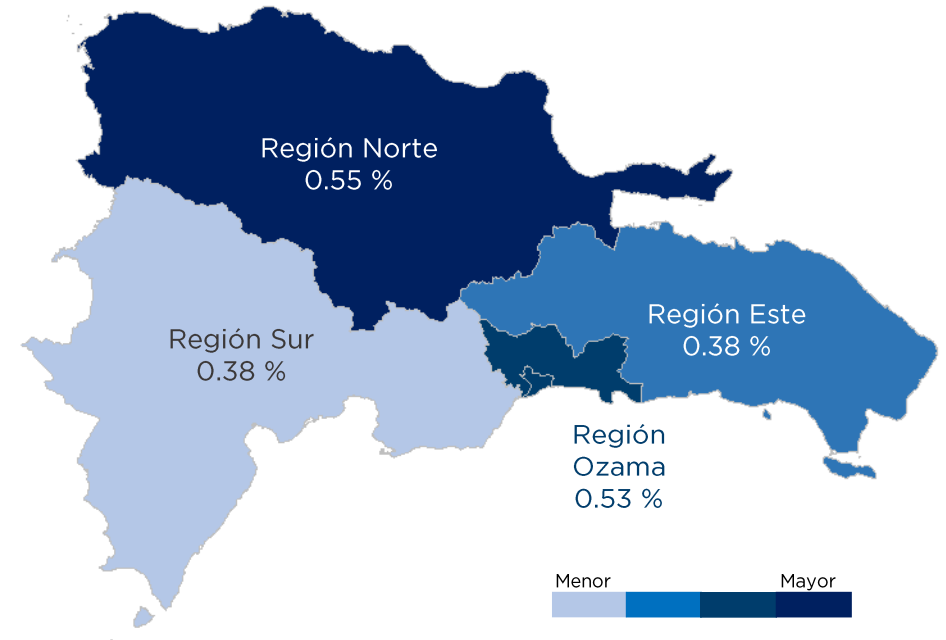 Región Norte
0.55 %
Región Este
0.38 %
Región Sur
0.38 %
Región
Ozama
0.53 %
Menor
Mayor